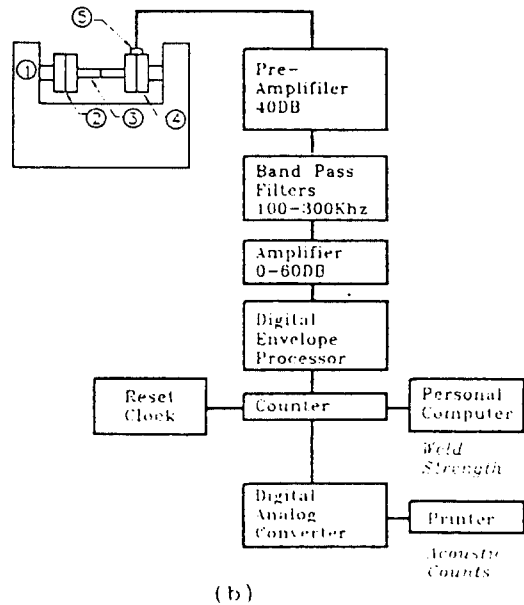 ⑤
①
② ③ ④
Pre-
Amplifiler
40DB
Band Pass
Filters
100-300Khz
Amplifier
0-60DB
Digital
Envelope
Processor
Reset
Clock
Counter
Personal
Computer
Weld
Strength
Digital
Analog
Converter
Printer
Acoustic
Counts
(b)